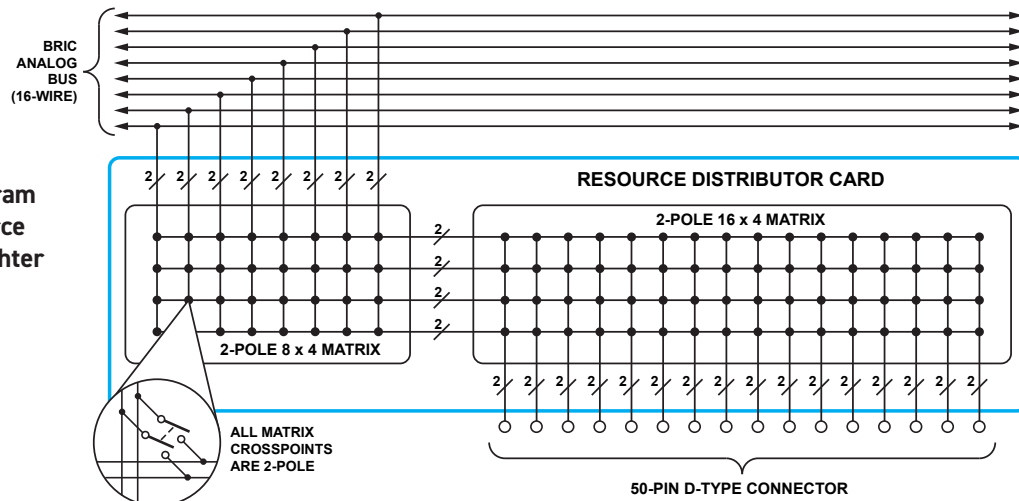 BRIC
ANALOG
BUS
(16-WIRE)
ram
rce
hter
2 2 2 2 2 2 2 2
RESOURCE DISTRIBUTOR CARD
2-POLE 16 x 4 MATRIX
2
2
2
2
2-POLE 8 x 4 MATRIX
2 2 2 2 2 2 2 2 2 2 2 2 2 2 2 2
ALL MATRIX
CROSSPOINTS
ARE 2-POLE
50-PIN D-TYPE CONNECTOR